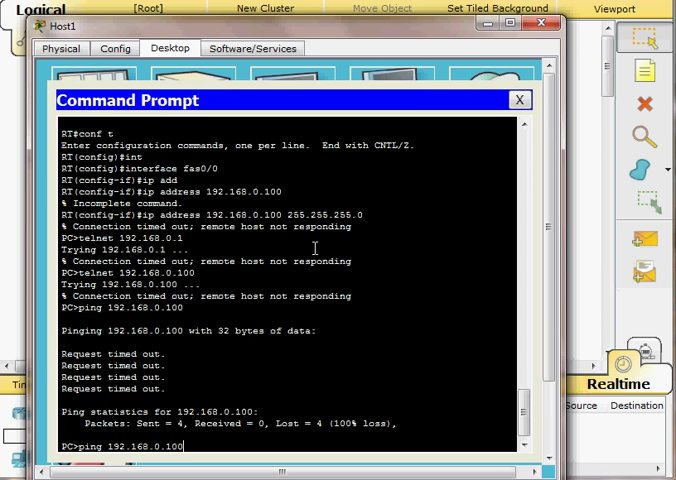 Logical
[Root]
New Cluster
Move Object
Set Tiled Background
Viewport
Host1
Physical
Config
Desktop
Software/Services
Command Prompt
X
RT#conf t
Enter configuration commands, one per line.  End with CNTL/Z.
RT(config)#int
RT(config)#interface fas0/0
RT(config-if)#ip add
RT(config-if)#ip address 192.168.0.100
% Incomplete command.
RT(config-if)#ip address 192.168.0.100 255.255.255.0
% Connection timed out; remote host not responding
PC>telnet 192.168.0.1
Trying 192.168.0.1 ...
% Connection timed out; remote host not responding
PC>telnet 192.168.0.100
Trying 192.168.0.100 ...
% Connection timed out; remote host not responding
PC>ping 192.168.0.100
Pinging 192.168.0.100 with 32 bytes of data:
Request timed out.
Request timed out.
Request timed out.
Request timed out.
Ping statistics for 192.168.0.100:
Packets: Sent = 4, Received = 0, Lost = 4 (100% loss),
PC>ping 192.168.0.100
Realtime
Source
Destination